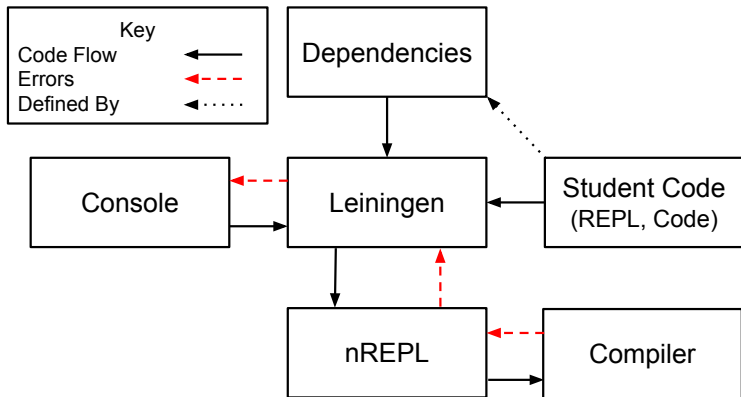 Key
Code Flow
Errors
Defined By
Dependencies
Console
Leiningen
Student Code
(REPL, Code)
nREPL
Compiler